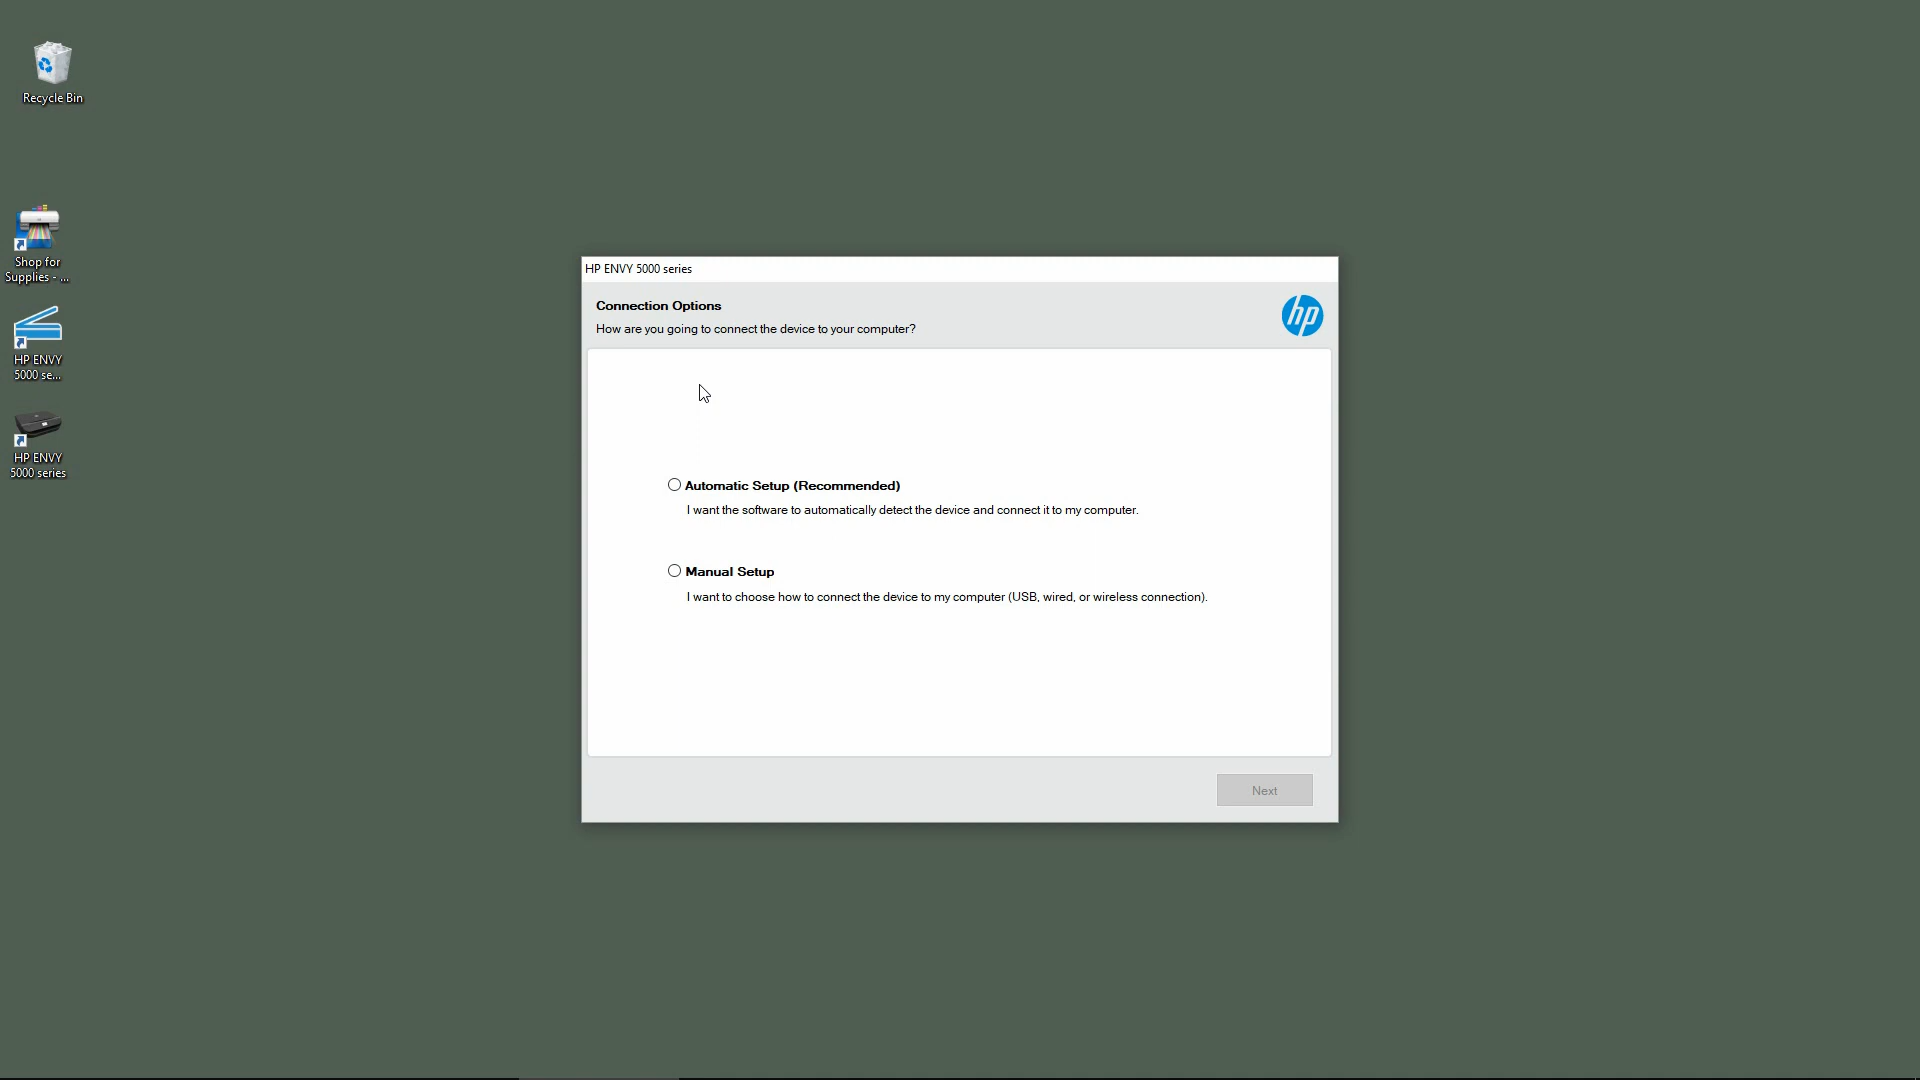 Recycle Bin
Shop for
Supplies - ...
HP ENVY
5000 se...
HP ENVY
5000 series
HP ENVY 5000 series
Connection Options
How are you going to connect the device to your computer?
hp
Automatic Setup (Recommended)
I want the software to automatically detect the device and connect it to my computer.
Manual Setup
I want to choose how to connect the device to my computer (USB, wired, or wireless connection).
Next